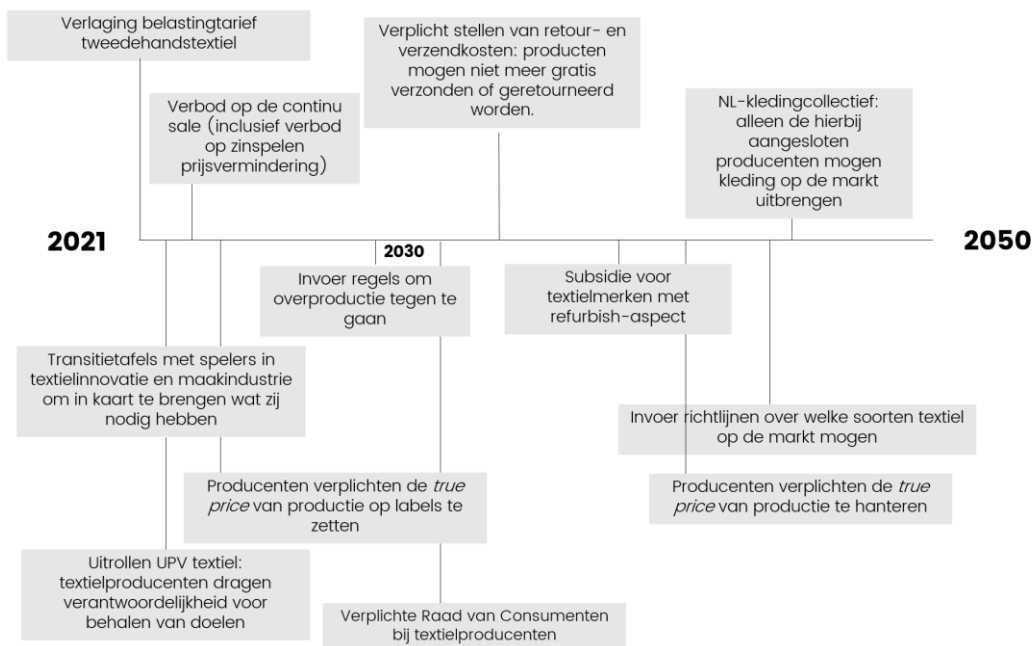 Verlaging belastingtarief
tweedehandstextiel
Verbod op de continu
sale (inclusief verbod
op zinspelen
prijsvermindering)
Verplicht stellen van retour- en
verzendkosten: producten
mogen niet meer gratis
verzonden of geretourneerd
worden.
NL-kledingcollectief:
alleen de hierbij
aangesloten
producenten mogen
kleding op de markt
uitbrengen
2021
2030
2050
Invoer regels om
overproductie tegen te
gaan
Subsidie voor
textielmerken met
refurbish-aspect
Transitietafels met spelers in
textielinnovatie en maakindustrie
om in kaart te brengen wat zij
nodig hebben
Invoer richtlijnen over welke soorten textiel
op de markt mogen
Producenten verplichten de true
price van productie op labels te
zetten
Producenten verplichten de true
price van productie te hanteren
Uitrollen UPV textiel:
textielproducenten dragen
verantwoordelijkheid voor
behalen van doelen
Verplichte Raad van Consumenten
bij textielproducenten